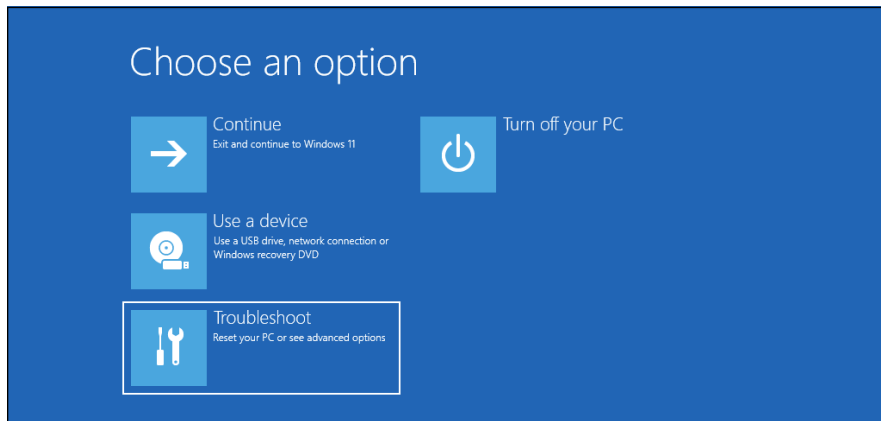 Choose an option
Continue
Exit and continue to Windows 11
Turn off your PC
Use a device
Use a USB drive, network connection or
Windows recovery DVD
Troubleshoot
Reset your PC or see advanced options